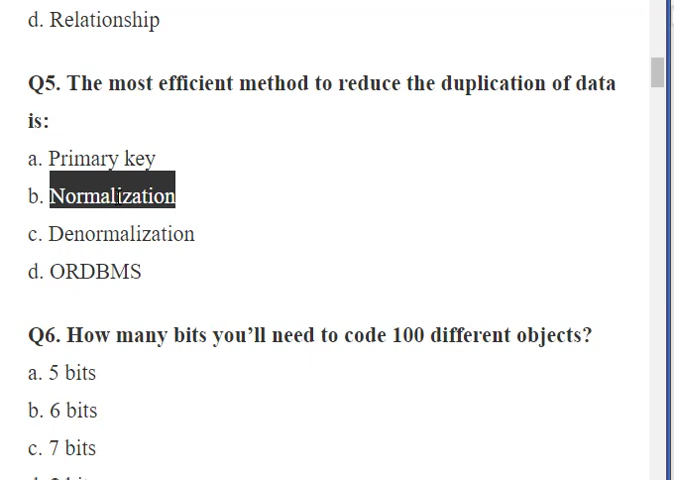 d. Relationship
Q5. The most efficient method to reduce the duplication of data
is:
a. Primary key
b. Normalization
c. Denormalization
d. ORDBMS
Q6. How many bits you’ll need to code 100 different objects?
a. 5 bits
b. 6 bits
c. 7 bits